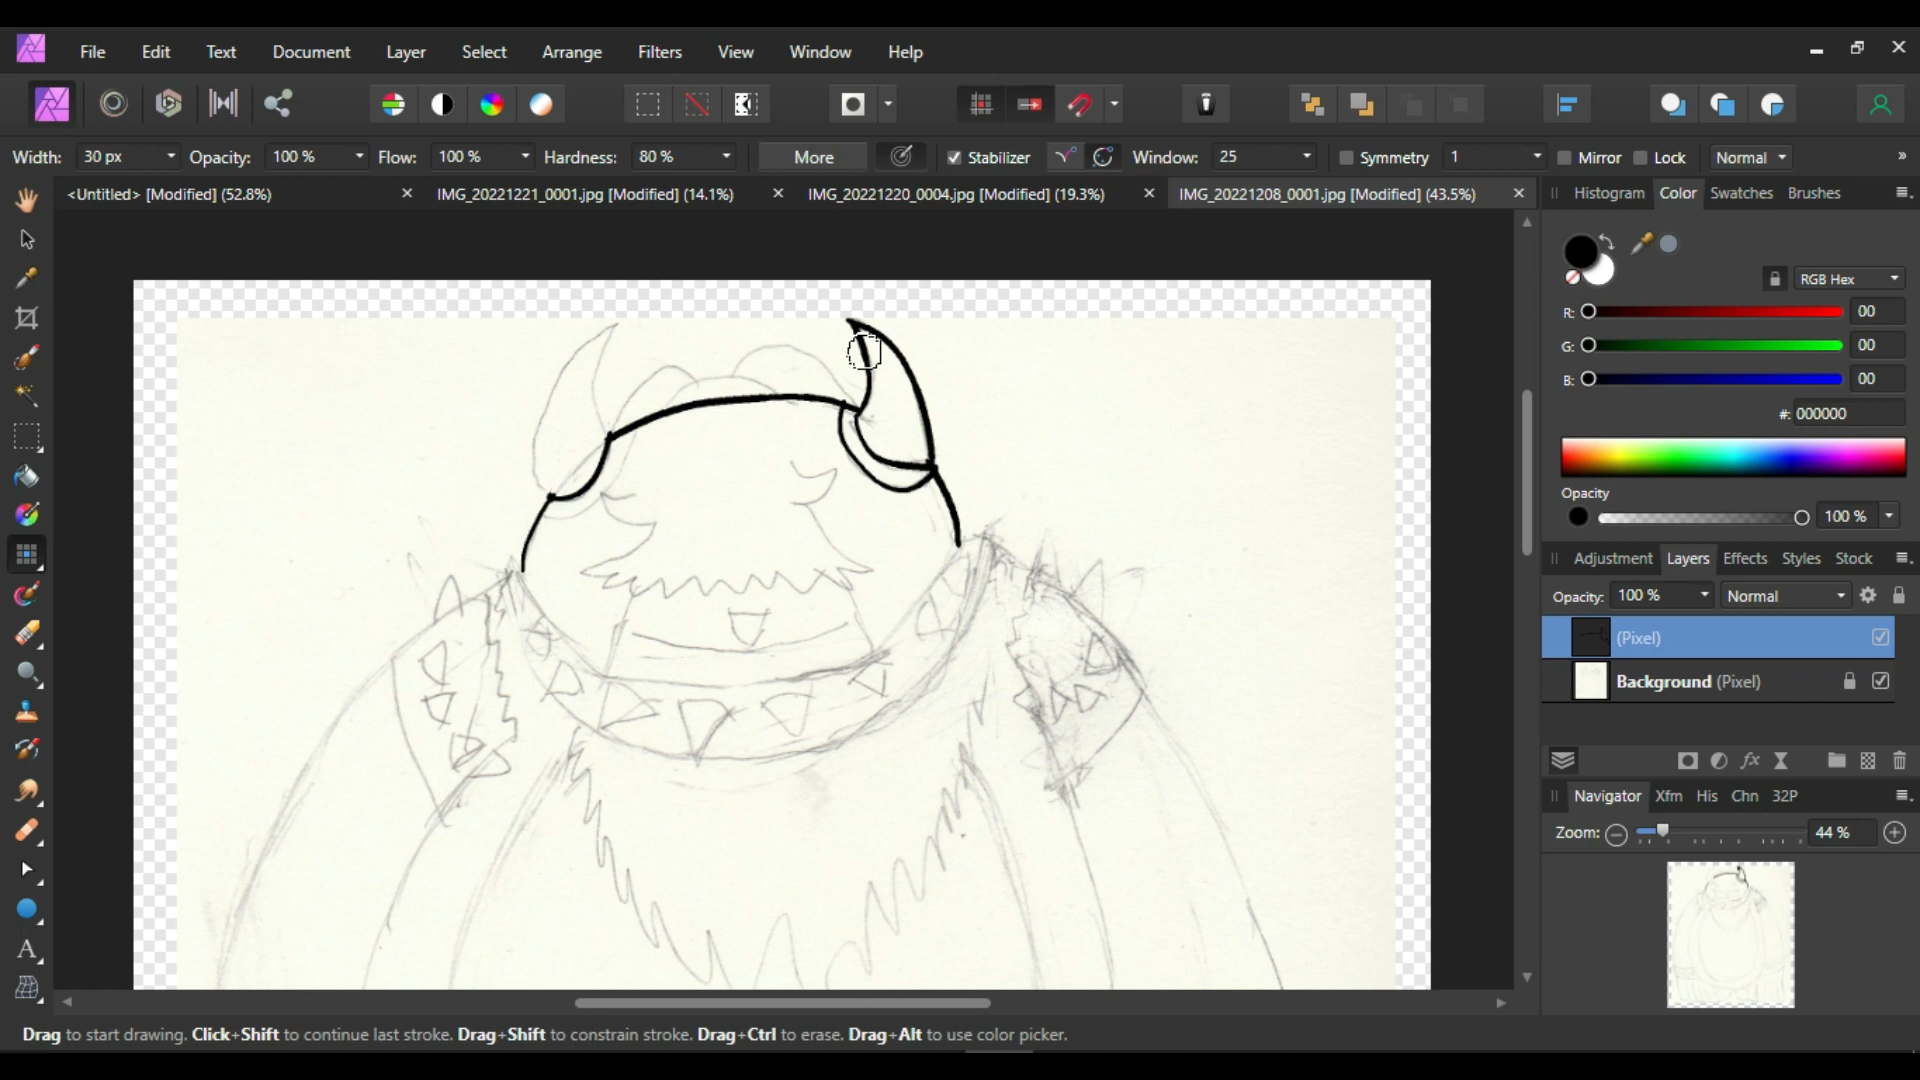 File Edit Text Document Layer Select Arrange Filters View Window Help
Width: 30 px Opacity: 100 % Flow: 100 % Hardness: 80 % More Stabilizer Window: 25 Symmetry 1 Mirror Lock Normal »
<Untitled> [Modified] (52.8%) IMG_20221221_0001.jpg [Modified] (14.1%) IMG_20221220_0004.jpg [Modified] (19.3%) IMG_20221208_0001.jpg [Modified] (43.5%)
Histogram Color Swatches Brushes
RGB Hex
R: 00
G: 00
B: 00
#: 000000
Opacity
100 %
Adjustment Layers Effects Styles Stock
Opacity: 100 % Normal
(Pixel)
Background (Pixel)
fx
Navigator Xfm His Chn 32P
Zoom: 44 %
A
Drag to start drawing. Click+Shift to continue last stroke. Drag+Shift to constrain stroke. Drag+Ctrl to erase. Drag+Alt to use color picker.